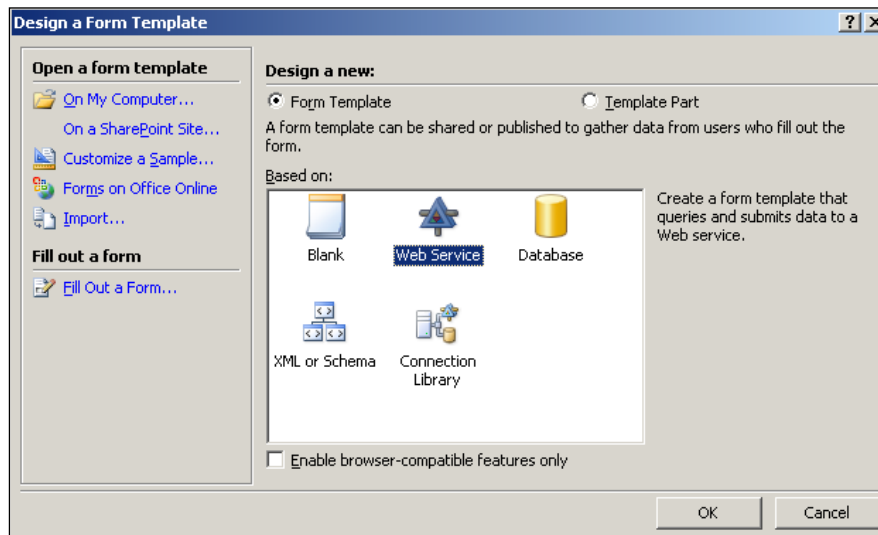 Design a Form Template
?
Open a form template
On My Computer...
On a SharePoint Site...
Customize a Sample...
Forms on Office Online
Import...
Fill out a form
Fill Out a Form...
Design a new:
Form Template
Template Part
A form template can be shared or published to gather data from users who fill out the
form.
Based on:
Blank
Web Service
Database
XML or Schema
Connection
Library
Create a form template that
queries and submits data to a
Web service.
Enable browser-compatible features only
OK
Cancel